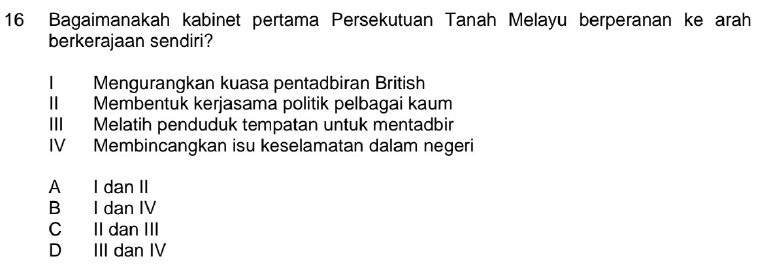 16 Bagaimanakah kabinet pertama Persekutuan Tanah Melayu berperanan ke arah
berkerajaan sendiri?
I Mengurangkan kuasa pentadbiran British
II Membentuk kerjasama politik pelbagai kaum
III Melatih penduduk tempatan untuk mentadbir
IV Membincangkan isu keselamatan dalam negeri
A I dan II
B I dan IV
C II dan III
D III dan IV